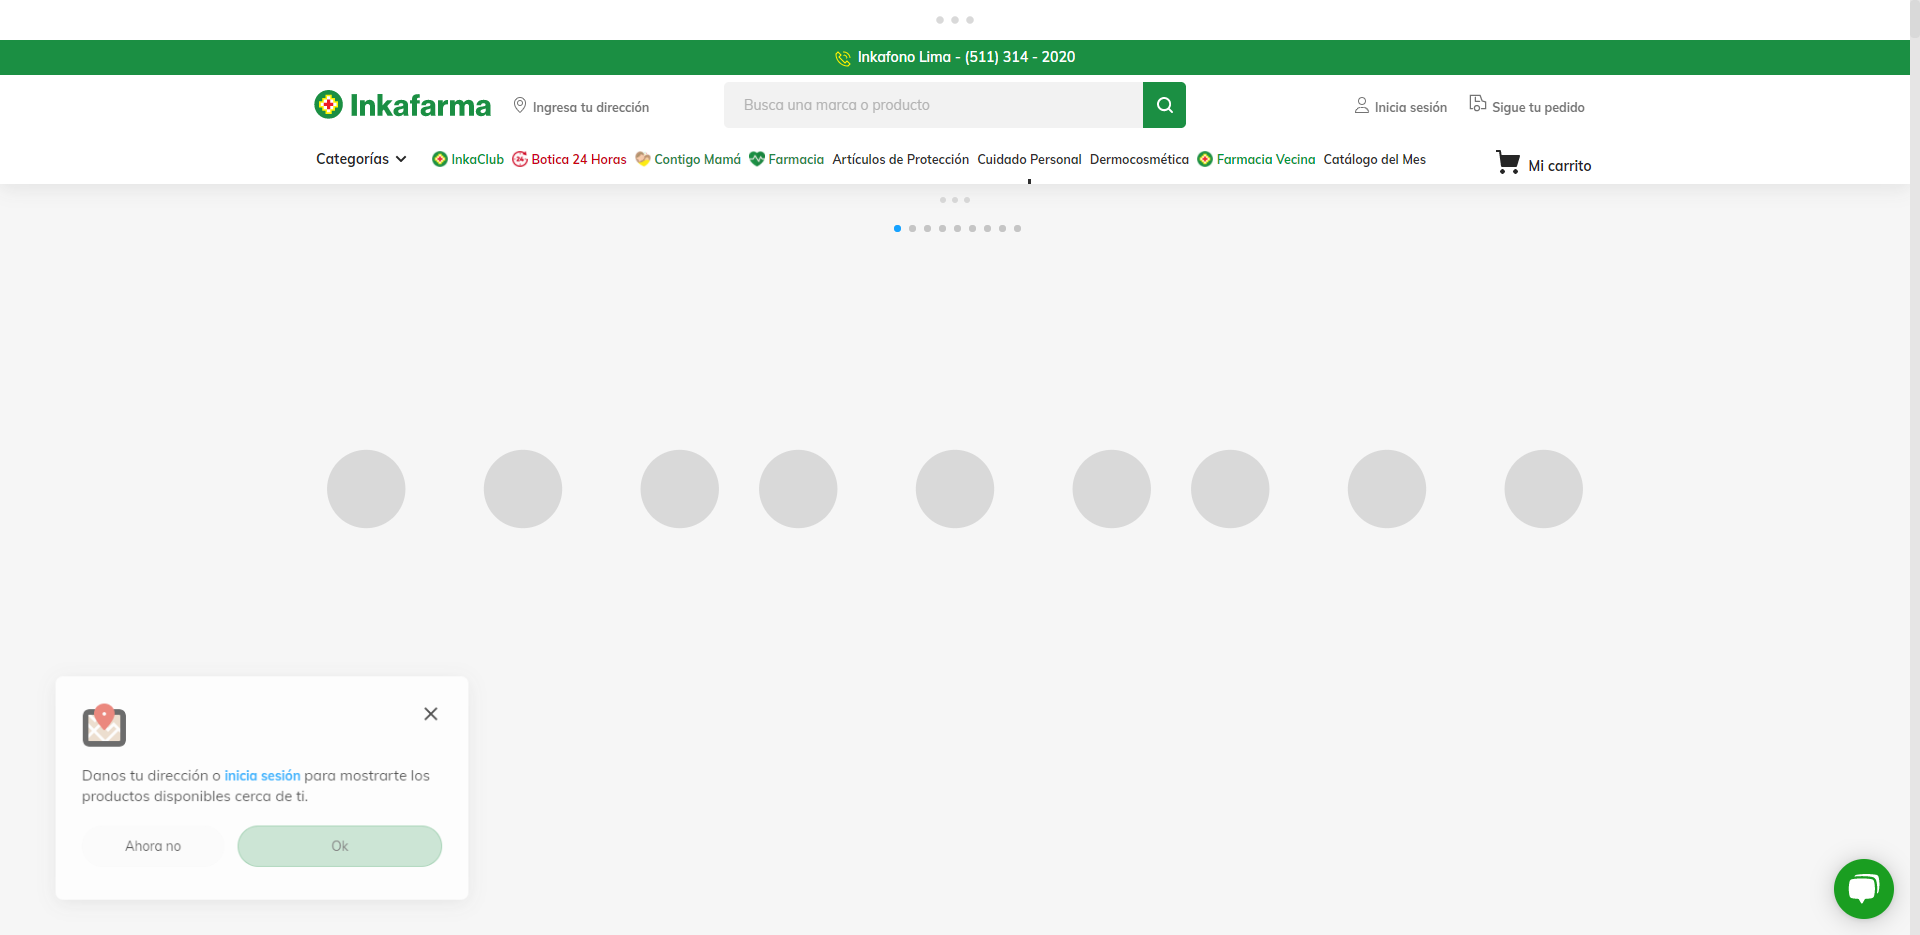 Inkafono Lima - (511) 314 - 2020
Inkafarma
Ingresa tu dirección
Busca una marca o producto
Inicia sesión
Sigue tu pedido
Categorías
InkaClub
Botica 24 Horas
Contigo Mamá
Farmacia
Artículos de Protección
Cuidado Personal
Dermocosmética
Farmacia Vecina
Catálogo del Mes
Mi carrito
Danos tu dirección o inicia sesión para mostrarte los
productos disponibles cerca de ti.
Ahora no
Ok